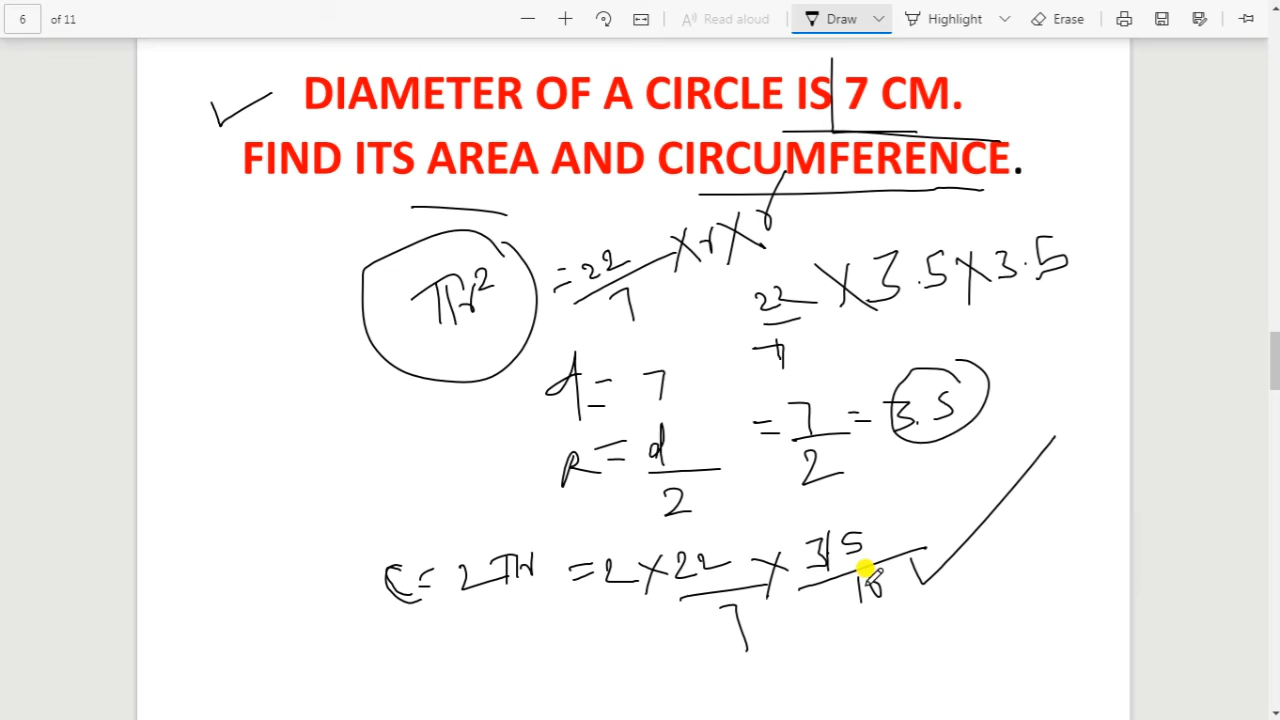 6 of 11 Read aloud Draw Highlight Erase
DIAMETER OF A CIRCLE IS 7 CM.
FIND ITS AREA AND CIRCUMFERENCE.
πr² = 22/7 × r × r
22/7 × 3.5 × 3.5
d = 7
R = d/2 = 7/2 = 3.5
C = 2πr = 2 × 22/7 × 35/10